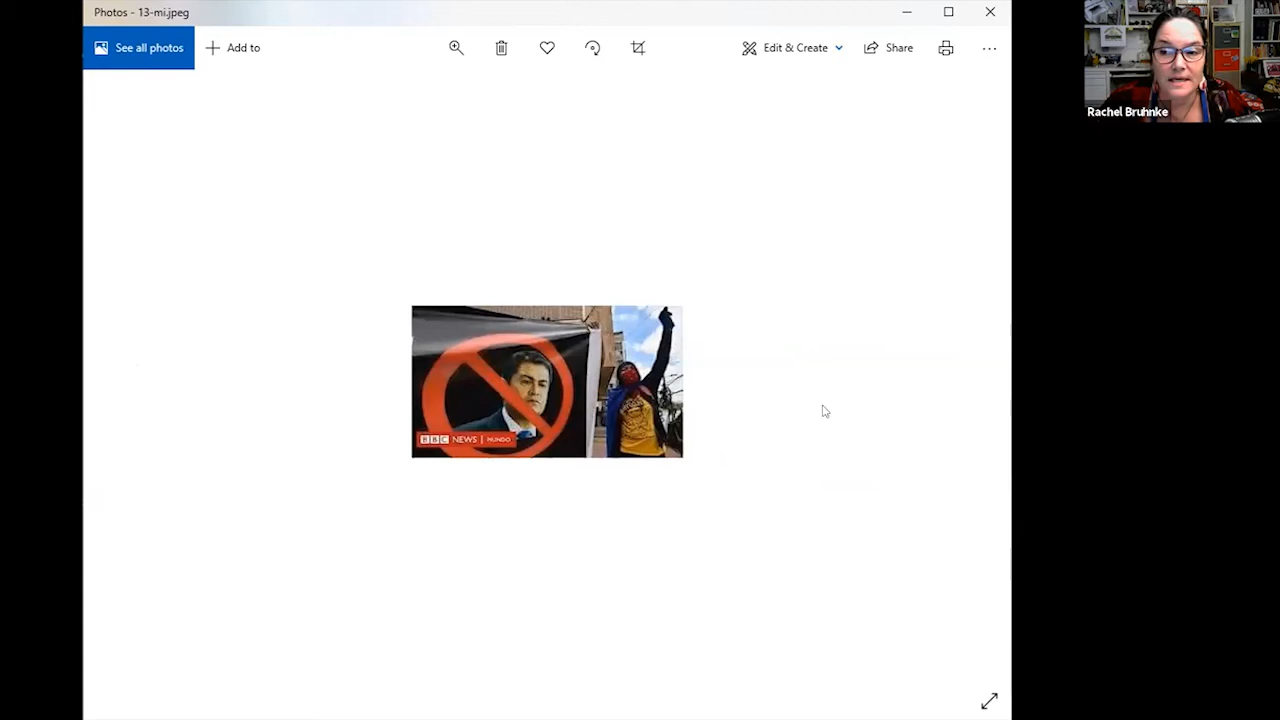 Photos - 13-mi.jpeg
See all photos
Add to
Edit & Create
Share
Rachel Bruhnke
BBC NEWS | MUNDO